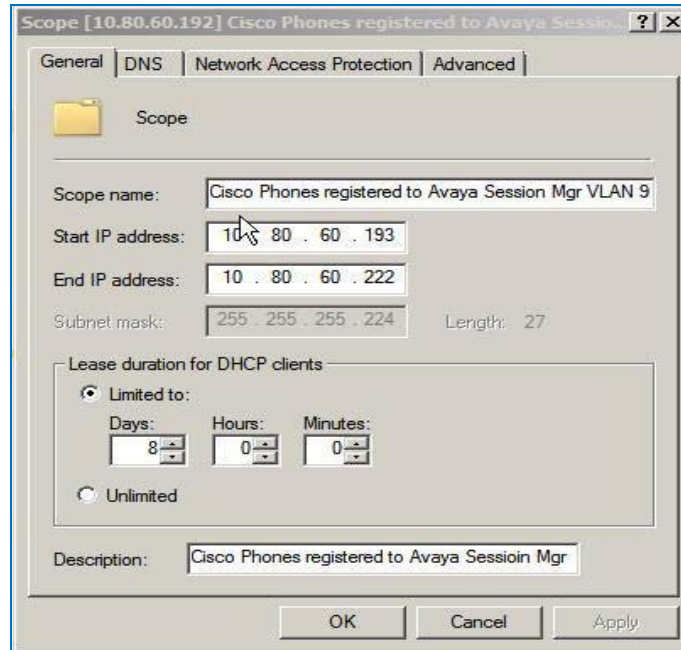 Scope [10.80.60.192] Cisco Phones registered to Avaya Sessio... ? X
General DNS Network Access Protection Advanced
Scope
Scope name: Cisco Phones registered to Avaya Session Mgr VLAN 9
Start IP address: 10 . 80 . 60 . 193
End IP address: 10 . 80 . 60 . 222
Subnet mask: 255 . 255 . 255 . 224 Length: 27
Lease duration for DHCP clients
Limited to:
Days: Hours: Minutes:
8 0 0
Unlimited
Description: Cisco Phones registered to Avaya Sessioin Mgr
OK Cancel Apply